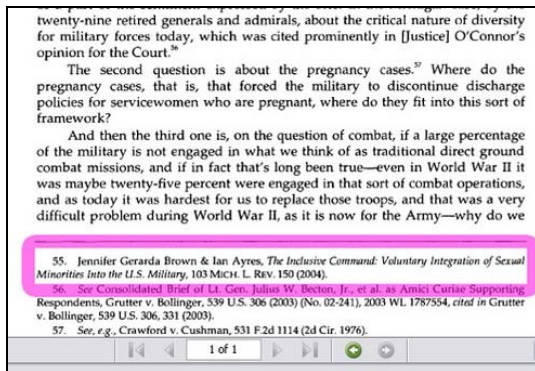 twenty-nine retired generals and admirals, about the critical nature of diversity
for military forces today, which was cited prominently in [Justice] O'Connor's
opinion for the Court.56
The second question is about the pregnancy cases.57 Where do the
pregnancy cases, that is, that forced the military to discontinue discharge
policies for servicewomen who are pregnant, where do they fit into this sort of
framework?
And then the third one is, on the question of combat, if a large percentage
of the military is not engaged in what we think of as traditional direct ground
combat missions, and if in fact that's long been true—even in World War II it
was maybe twenty-five percent were engaged in that sort of combat operations,
and as today it was hardest for us to replace those troops, and that was a very
difficult problem during World War II, as it is now for the Army—why do we
55. Jennifer Gerarda Brown & Ian Ayres, The Inclusive Command: Voluntary Integration of Sexual
Minorities Into the U.S. Military, 103 MICH. L. REV. 150 (2004).
56. See Consolidated Brief of Lt. Gen. Julius W. Becton, Jr., et al. as Amici Curiae Supporting
Respondents, Grutter v. Bollinger, 539 U.S. 306 (2003) (No. 02-241), 2003 WL 1787554, cited in Grutter
v. Bollinger, 539 U.S. 306, 331 (2003).
57. See, e.g., Crawford v. Cushman, 531 F.2d 1114 (2d Cir. 1976).
1 of 1